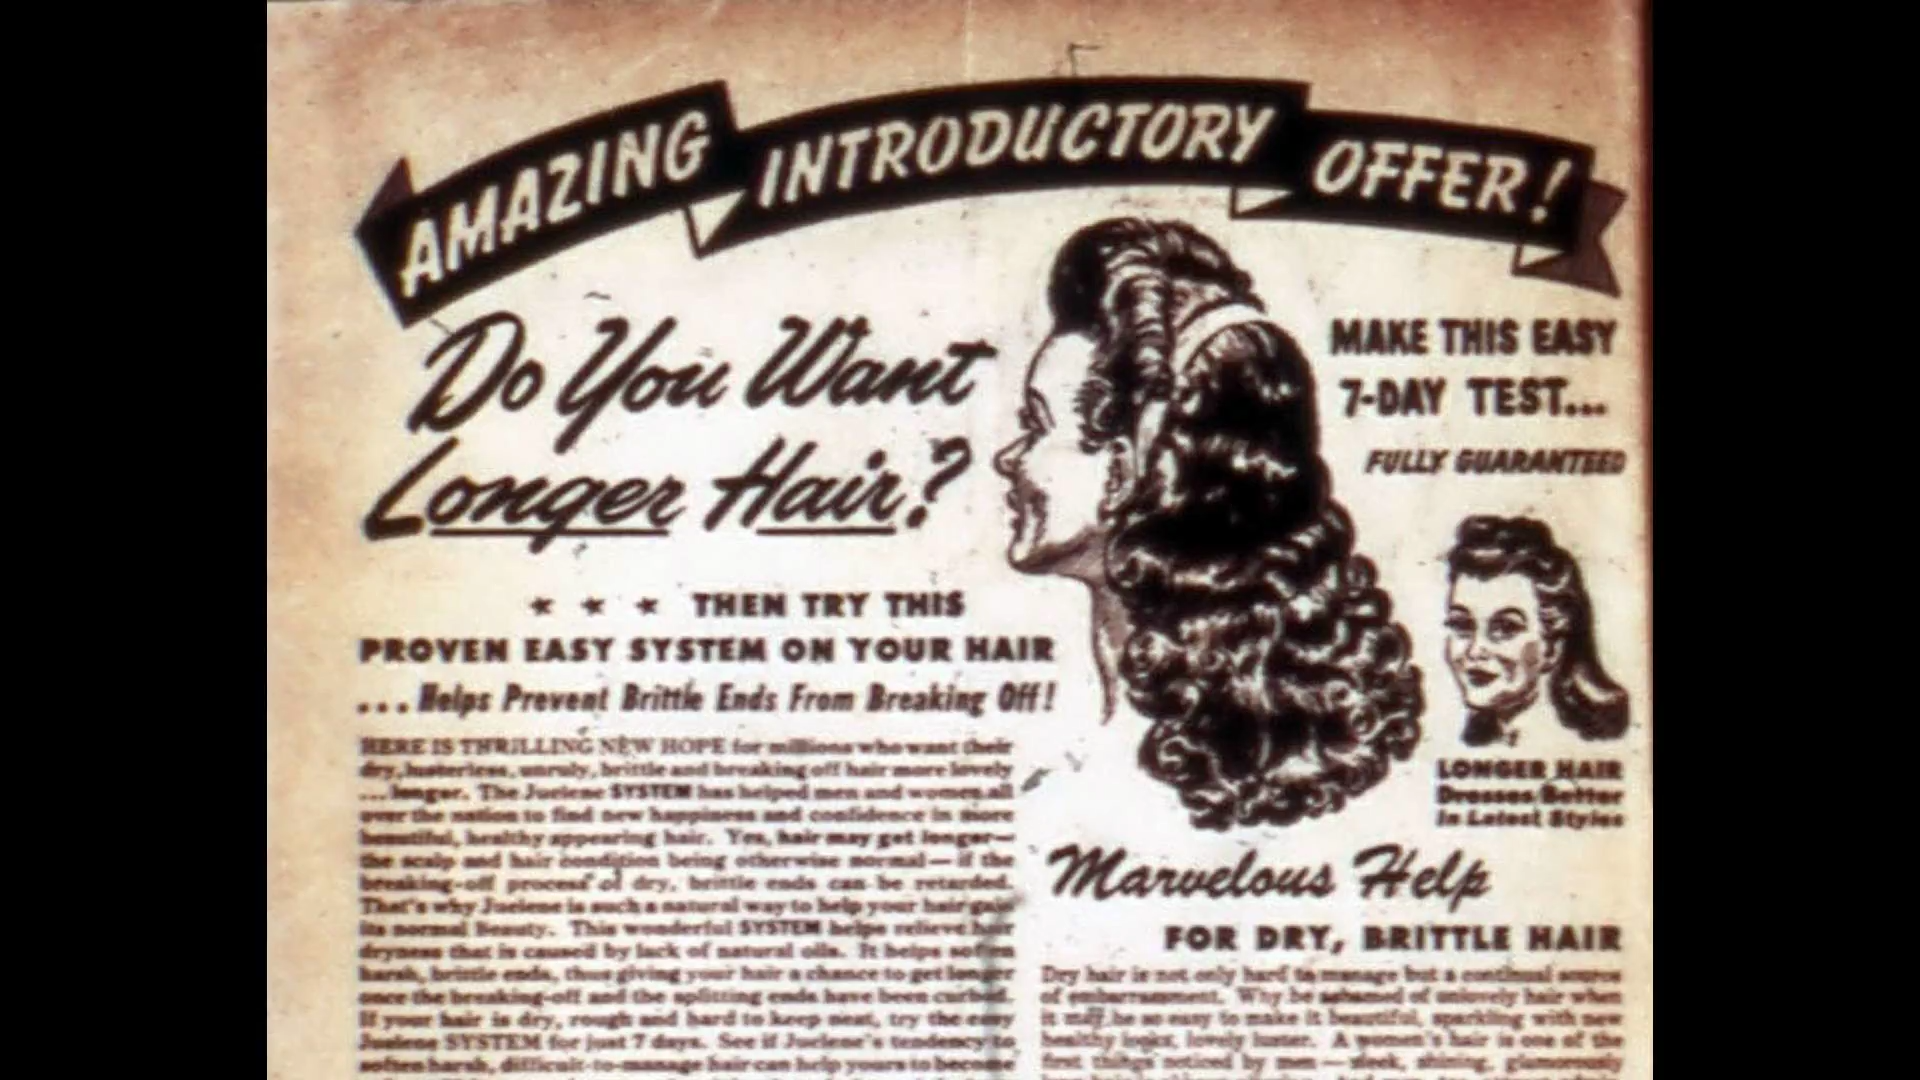 AMAZING INTRODUCTORY OFFER!
Do You Want
Longer Hair?
MAKE THIS EASY
7-DAY TEST...
FULLY GUARANTEED
★ ★ ★ THEN TRY THIS
PROVEN EASY SYSTEM ON YOUR HAIR
...Helps Prevent Brittle Ends From Breaking Off!
HERE IS THRILLING NEW HOPE for millions who want their
dry, lusterless, unruly, brittle and breaking off hair more lovely
...longer. The Juelene SYSTEM has helped men and women all
over the nation to find new happiness and confidence in more
beautiful, healthy appearing hair. Yes, hair may get longer—
the scalp and hair condition being otherwise normal—if the
breaking-off process of dry, brittle ends can be retarded.
That's why Juelene is such a natural way to help your hair gain
its normal Beauty. This wonderful SYSTEM helps relieve hair
dryness that is caused by lack of natural oils. It helps soften
harsh, brittle ends, thus giving your hair a chance to get longer
once the breaking-off and the splitting ends have been curbed.
If your hair is dry, rough and hard to keep neat, try the easy
Juelene SYSTEM for just 7 days. See if Juelene's tendency to
soften harsh, difficult-to-manage hair can help yours to become
LONGER HAIR
Dresses Better
In Latest Styles
Marvelous Help
FOR DRY, BRITTLE HAIR
Dry hair is not only hard to manage but a continual source
of embarrassment. Why be ashamed of unlovely hair when
it may be so easy to make it beautiful, sparkling with new
healthy looks, lovely luster. A women's hair is one of the
first things noticed by men—sleek, shining, glamorously